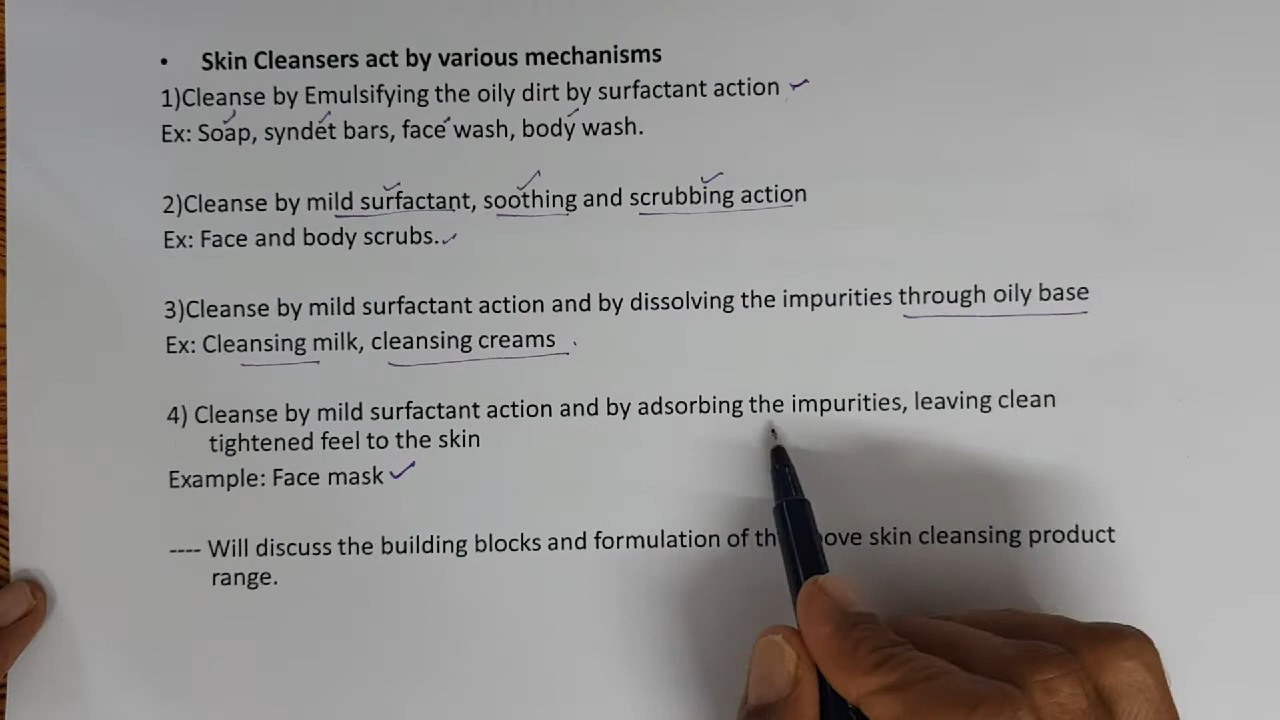 • Skin Cleansers act by various mechanisms
1)Cleanse by Emulsifying the oily dirt by surfactant action
Ex: Soap, syndet bars, face wash, body wash.
2)Cleanse by mild surfactant, soothing and scrubbing action
Ex: Face and body scrubs.
3)Cleanse by mild surfactant action and by dissolving the impurities through oily base
Ex: Cleansing milk, cleansing creams
4) Cleanse by mild surfactant action and by adsorbing the impurities, leaving clean
tightened feel to the skin
Example: Face mask
---- Will discuss the building blocks and formulation of skin cleansing product
range.